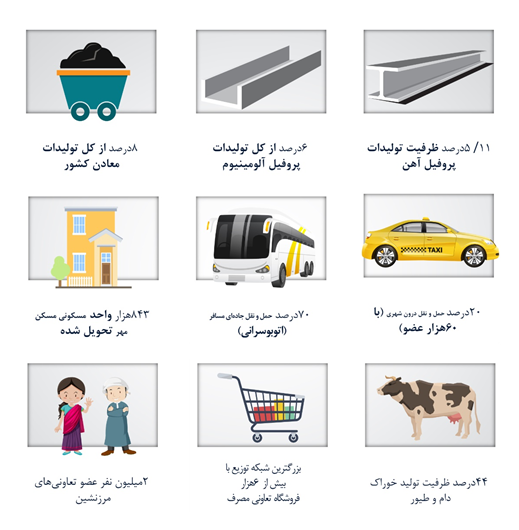 ۱۱/ ۵درصد ظرفیت تولیدات
پروفیل آهن
۶درصد از کل تولیدات
پروفیل آلومینیوم
۸درصد از کل تولیدات
معادن کشور
TAXI
۲۰درصد حمل و نقل درون شهری (با
۶۰هزار عضو)
۷۰درصد حمل و نقل جاده‌ای مسافر
(اتوبوسرانی)
۸۴۳هزار واحد مسکونی مسکن
مهر تحویل شده
۴۴درصد ظرفیت تولید خوراک
دام و طیور
بزرگترین شبکه توزیع با
بیش از ۶هزار
فروشگاه تعاونی مصرف
۲میلیون نفر عضو تعاونی‌های
مرزنشین